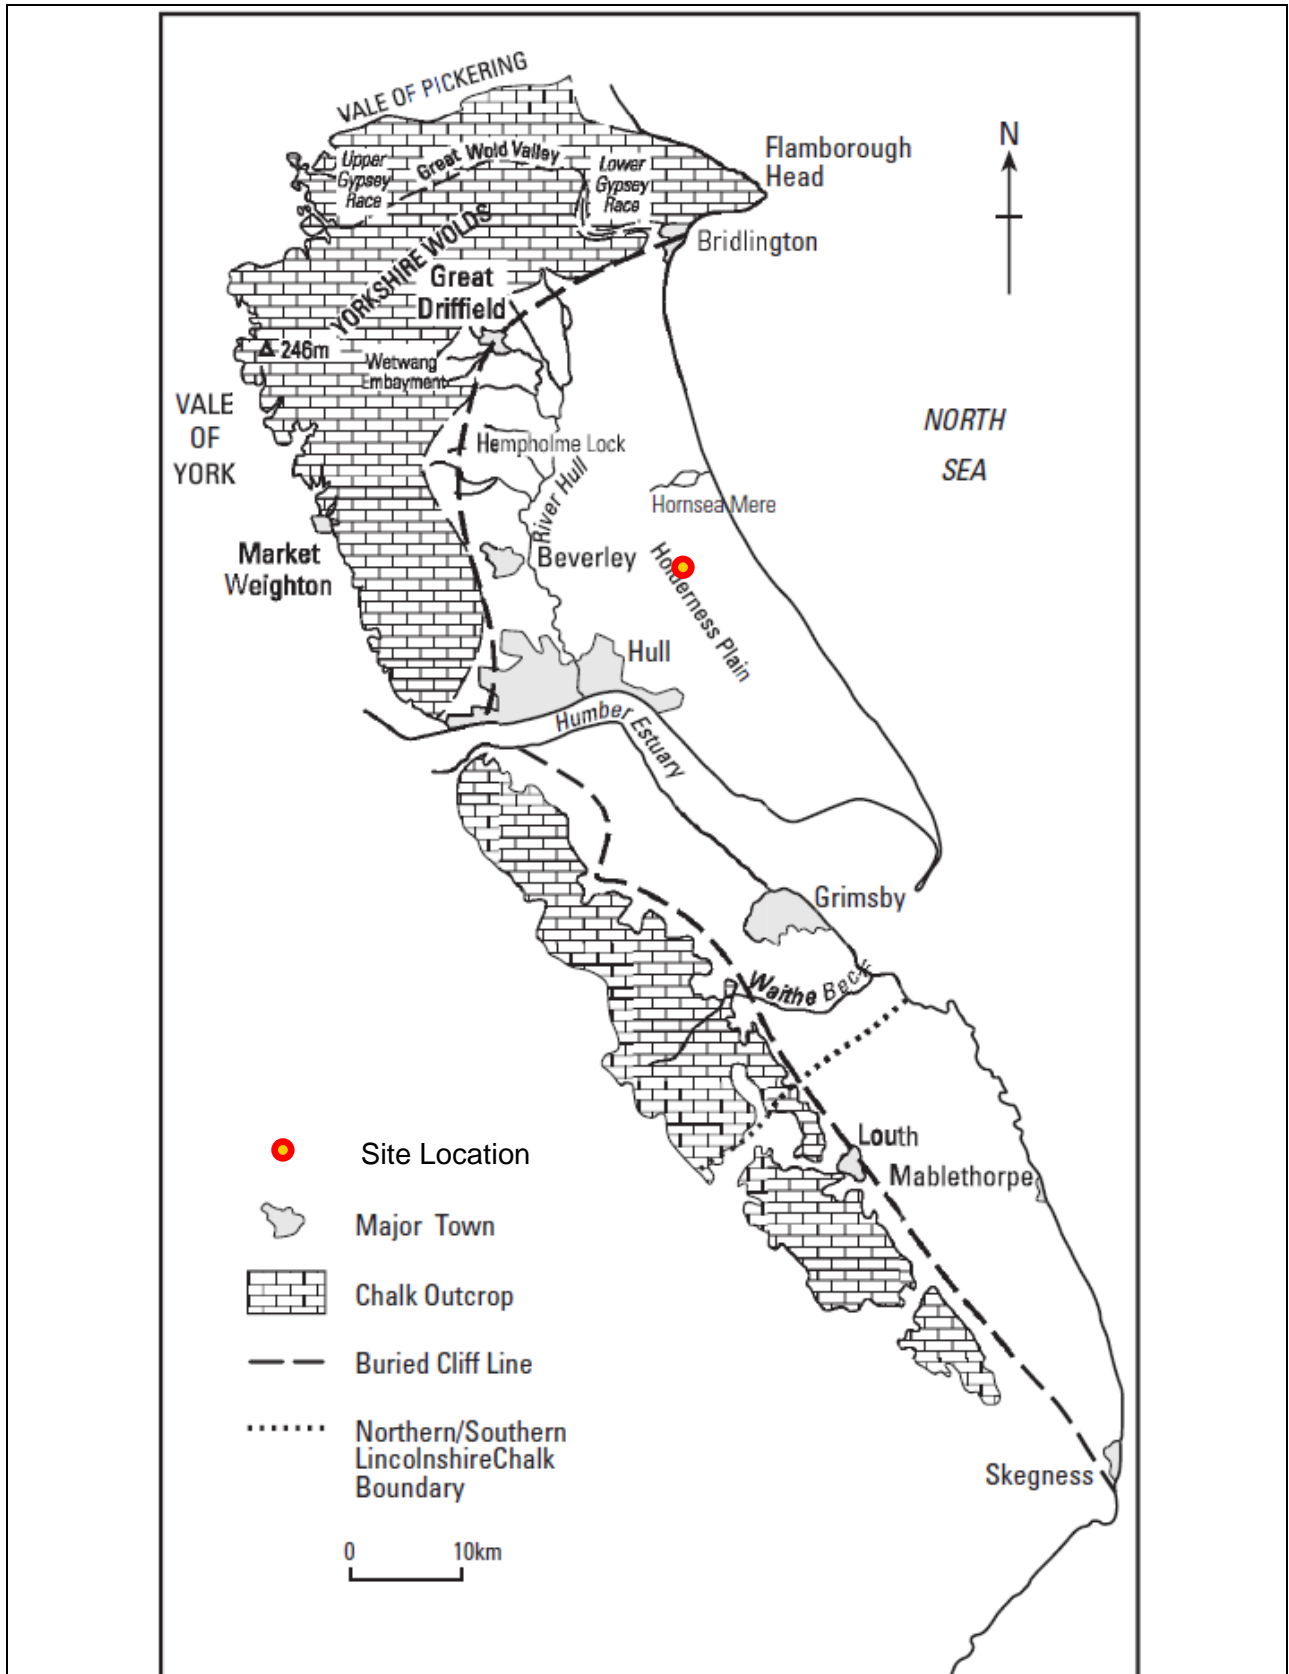 VALE OF PICKERING
Upper
Gypsey
Race
Great Wold Valley
Lower
Gypsey
Race
Flamborough
Head
N
Bridlington
YORKSHIRE WOLDS
Great
Driffield
246m
Wetwang
Embayment
VALE
OF
YORK
NORTH
SEA
Hempholme Lock
River Hull
Hornsea Mere
Market
Weighton
Beverley
Holderness Plain
Hull
Humber Estuary
Grimsby
Waithe Beck
Louth
Mablethorpe
Site Location
Major Town
Chalk Outcrop
Buried Cliff Line
Northern/Southern
LincolnshireChalk
Boundary
Skegness
0 10km